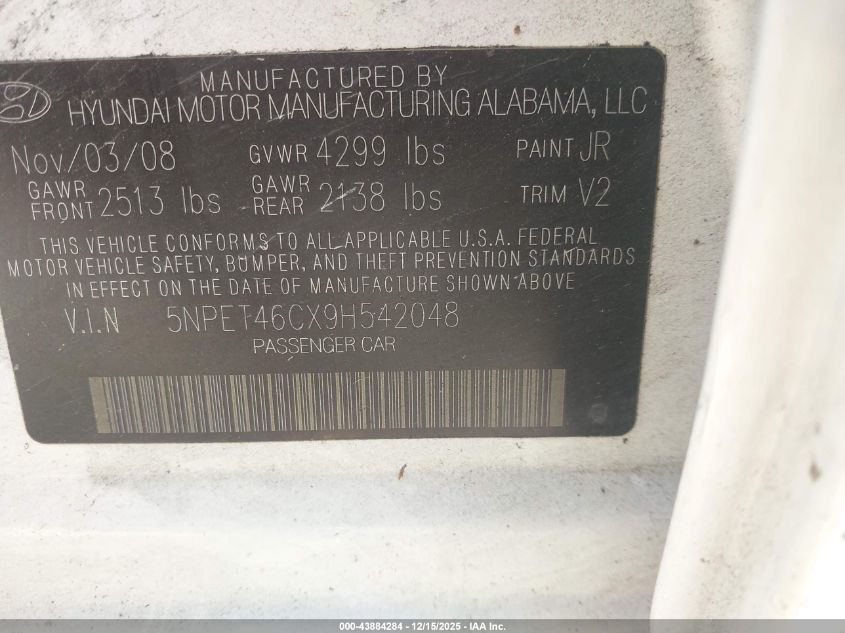 MANUFACTURED BY
HYUNDAI MOTOR MANUFACTURING ALABAMA, LLC
Nov/03/08 GVWR 4299 lbs PAINT JR
GAWR FRONT 2513 lbs GAWR REAR 2138 lbs TRIM V2
THIS VEHICLE CONFORMS TO ALL APPLICABLE U.S.A. FEDERAL
MOTOR VEHICLE SAFETY, BUMPER, AND THEFT PREVENTION STANDARDS
IN EFFECT ON THE DATE OF MANUFACTURE SHOWN ABOVE
V.I.N 5NPET46CX9H542048
PASSENGER CAR
000-43884284 - 12/15/2025 - IAA Inc.